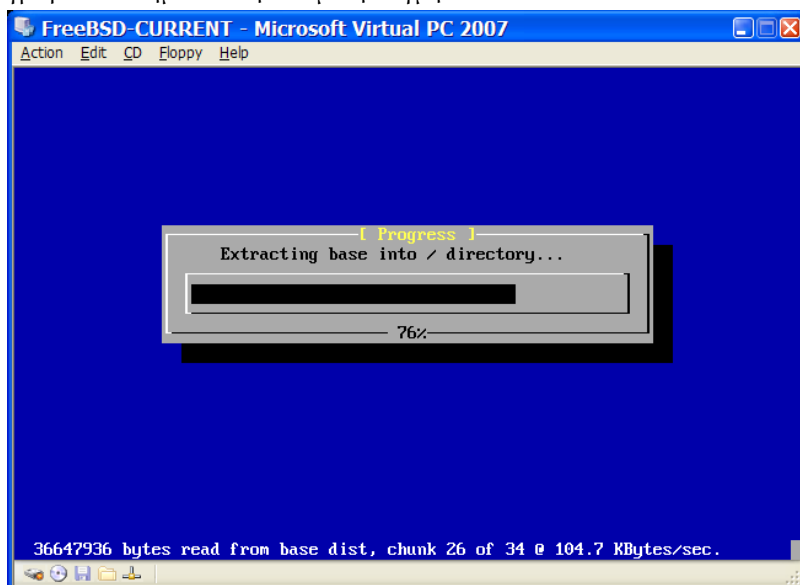 FreeBSD-CURRENT - Microsoft Virtual PC 2007
Action Edit CD Floppy Help
[ Progress ]
Extracting base into / directory...
76%
36647936 bytes read from base dist, chunk 26 of 34 @ 104.7 KBytes/sec.